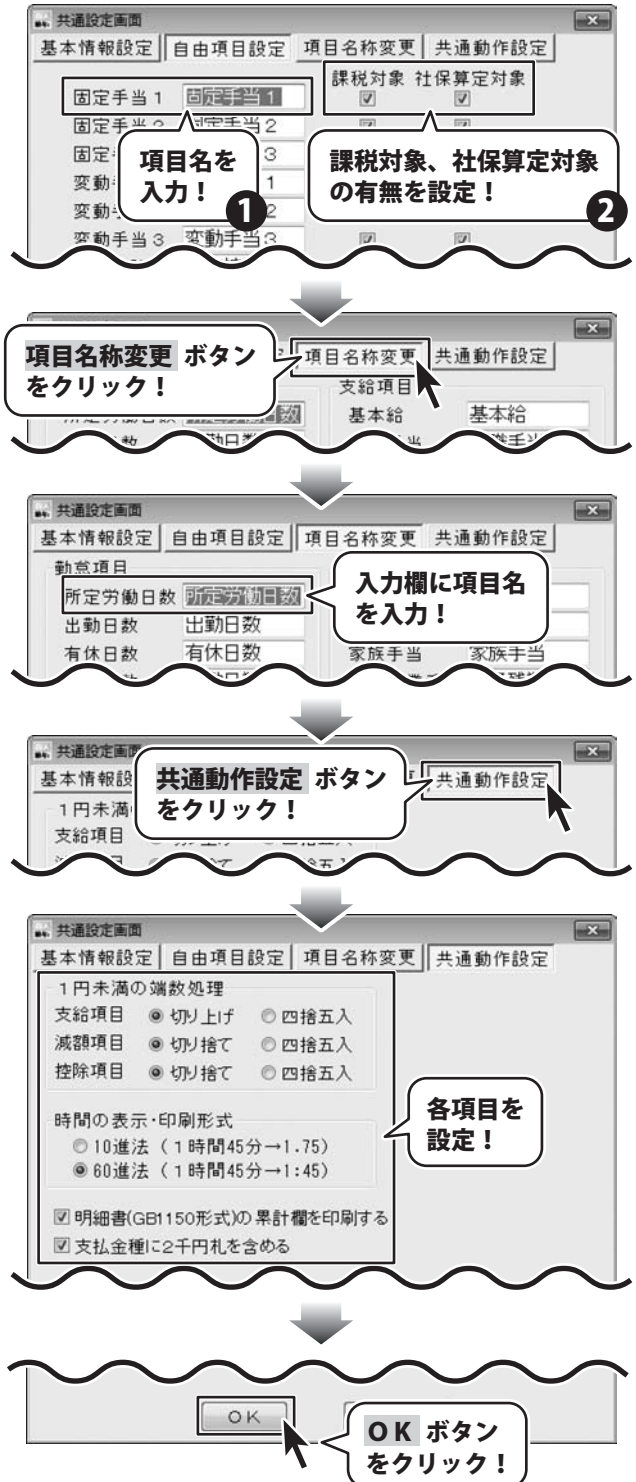 共通設定画面
基本情報設定 自由項目設定 項目名称変更 共通動作設定
課税対象 社保算定対象
固定手当1 固定手当1
固定手当2
変動手当3 変動手当3
項目名を
入力！
1
課税対象、社保算定対象
の有無を設定！
2
項目名称変更 ボタン
をクリック！
項目名称変更 共通動作設定
支給項目
基本給 基本給
共通設定画面
基本情報設定 自由項目設定 項目名称変更 共通動作設定
勤怠項目
所定労働日数 所定労働日数
出勤日数 出勤日数
有休日数 有休日数
家族手当 家族手当
入力欄に項目名
を入力！
共通設定画面
基本情報設
共通動作設定
1円未満
支給項目
共通動作設定 ボタン
をクリック！
共通設定画面
基本情報設定 自由項目設定 項目名称変更 共通動作設定
1円未満の端数処理
支給項目 切り上げ 四捨五入
減額項目 切り捨て 四捨五入
控除項目 切り捨て 四捨五入
時間の表示・印刷形式
10進法（1時間45分→1.75）
60進法（1時間45分→1:45）
明細書(GB1150形式)の累計欄を印刷する
支払金種に2千円札を含める
各項目を
設定！
OK
OK ボタン
をクリック！